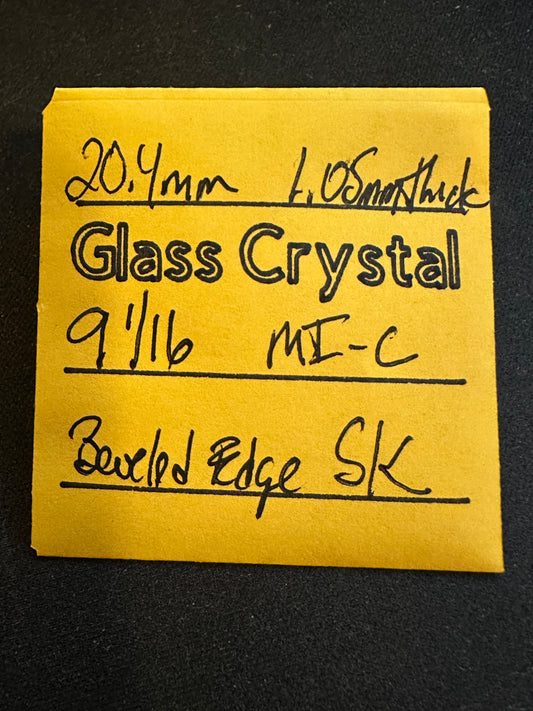 20.4mm 1.05mm thick
Glass Crystal
9 1/16 MI-C
Beveled Edge SK